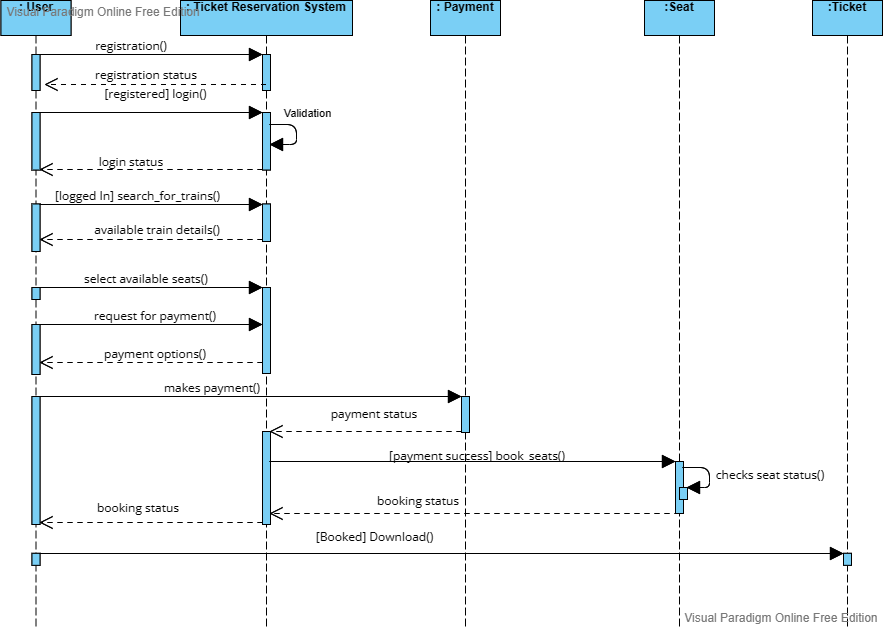 : User
Visual Paradigm Online Free Edition
: Ticket Reservation System
: Payment
:Seat
:Ticket
registration()
registration status
[registered] login()
Validation
login status
[logged In] search_for_trains()
available train details()
select available seats()
request for payment()
payment options()
makes payment()
payment status
[payment success] book_seats()
checks seat status()
booking status
booking status
[Booked] Download()
Visual Paradigm Online Free Edition